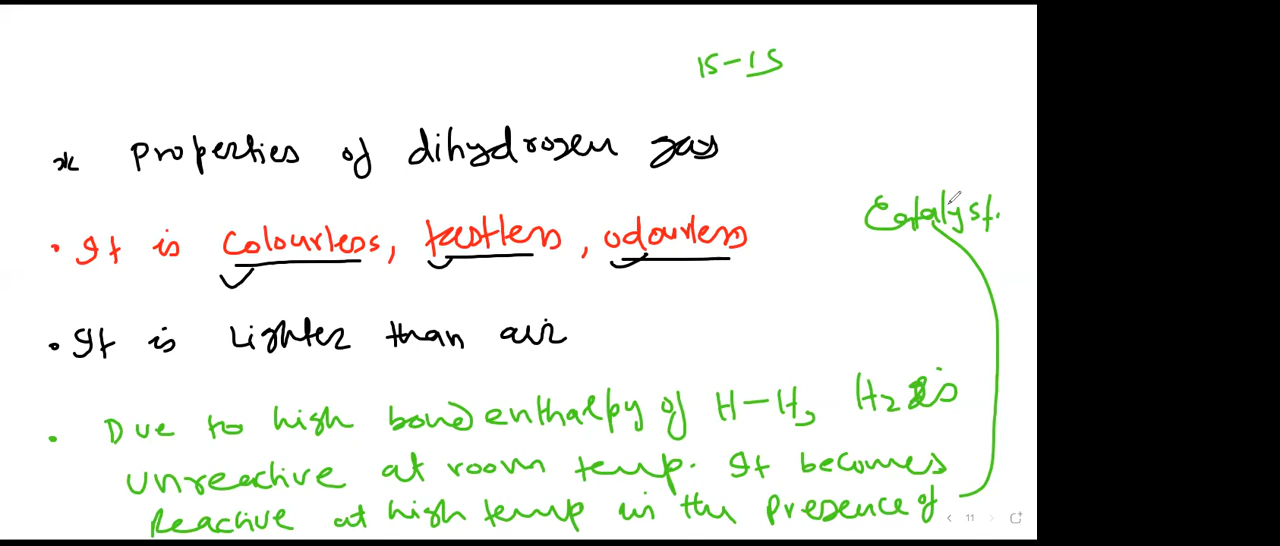 1S-1S
* Properties of dihydrogen gas
• It is colourless, tastless, odourless
• It is Lighter than air
• Due to high bond enthalpy of H-H, H2 is
unreactive at room temp. It becomes
Reactive at high temp in the presence of
Catalyst.
11